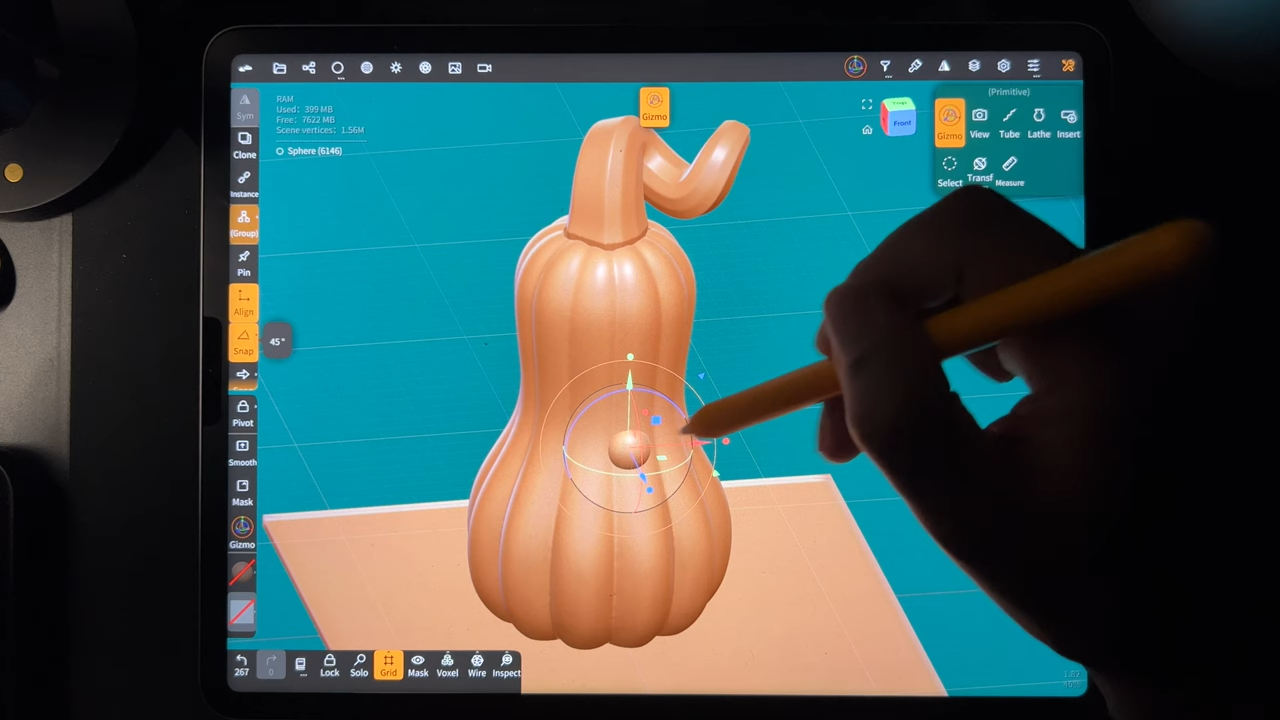 RAM
Used: 399 MB
Free: 7622 MB
Scene vertices: 1.56M
Sphere (6146)
Gizmo
Top
Front
(Primitive)
Gizmo
View
Tube
Lathe
Insert
Select
Transf
Measure
Sym
Clone
Instance
(Group)
Pin
Align
Snap
45°
Pivot
Smooth
Mask
Gizmo
267
0
...
Lock
Solo
Grid
Mask
Voxel
Wire
Inspect